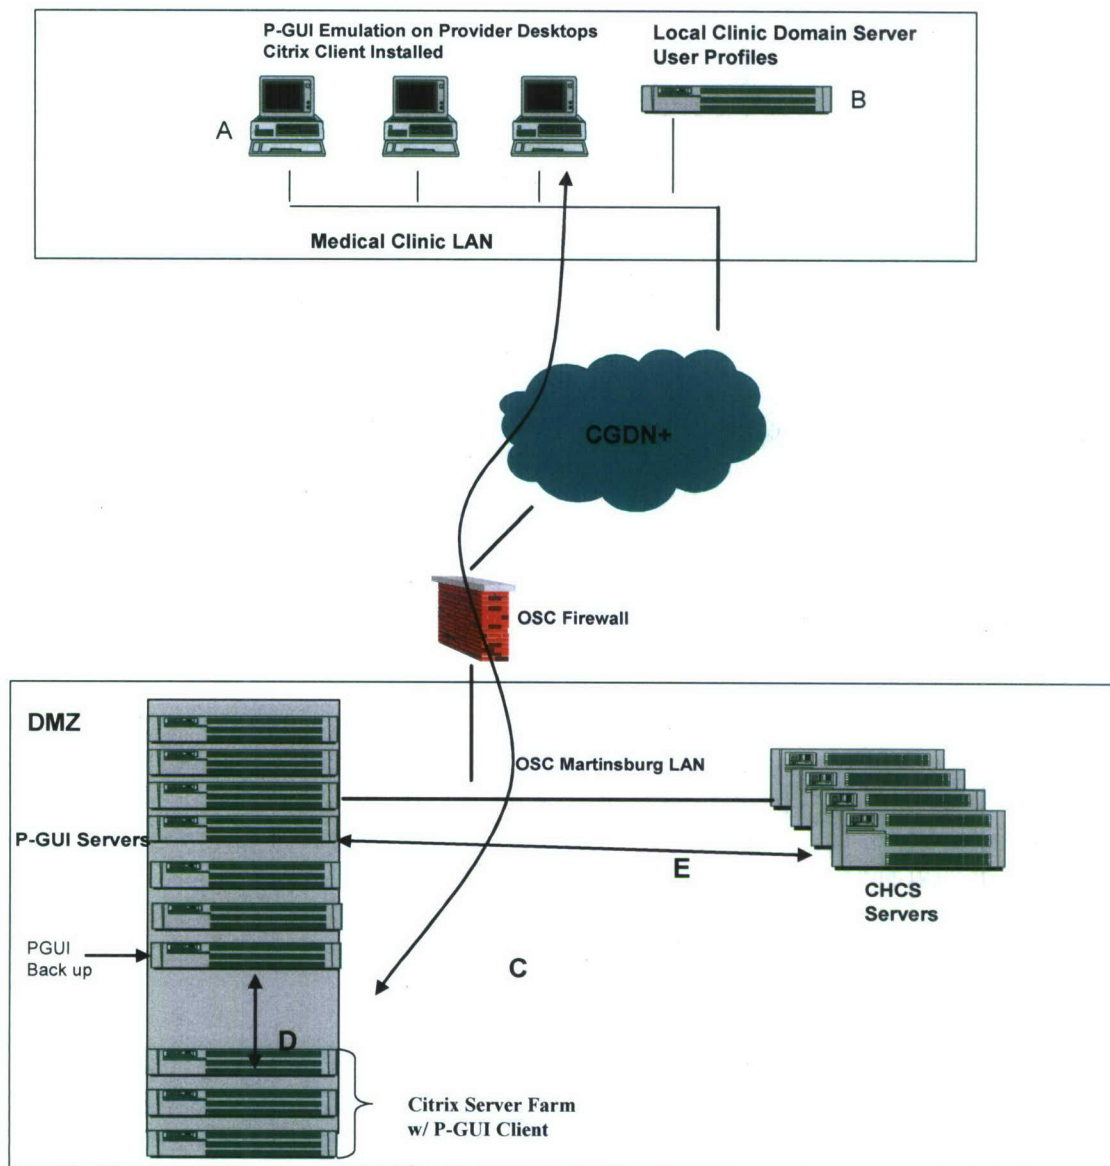 P-GUI Emulation on Provider Desktops
Citrix Client Installed
Local Clinic Domain Server
User Profiles
A
B
Medical Clinic LAN
CGDN+
OSC Firewall
DMZ
OSC Martinsburg LAN
P-GUI Servers
E
CHCS
Servers
PGUI
Back up
C
D
Citrix Server Farm
w/ P-GUI Client